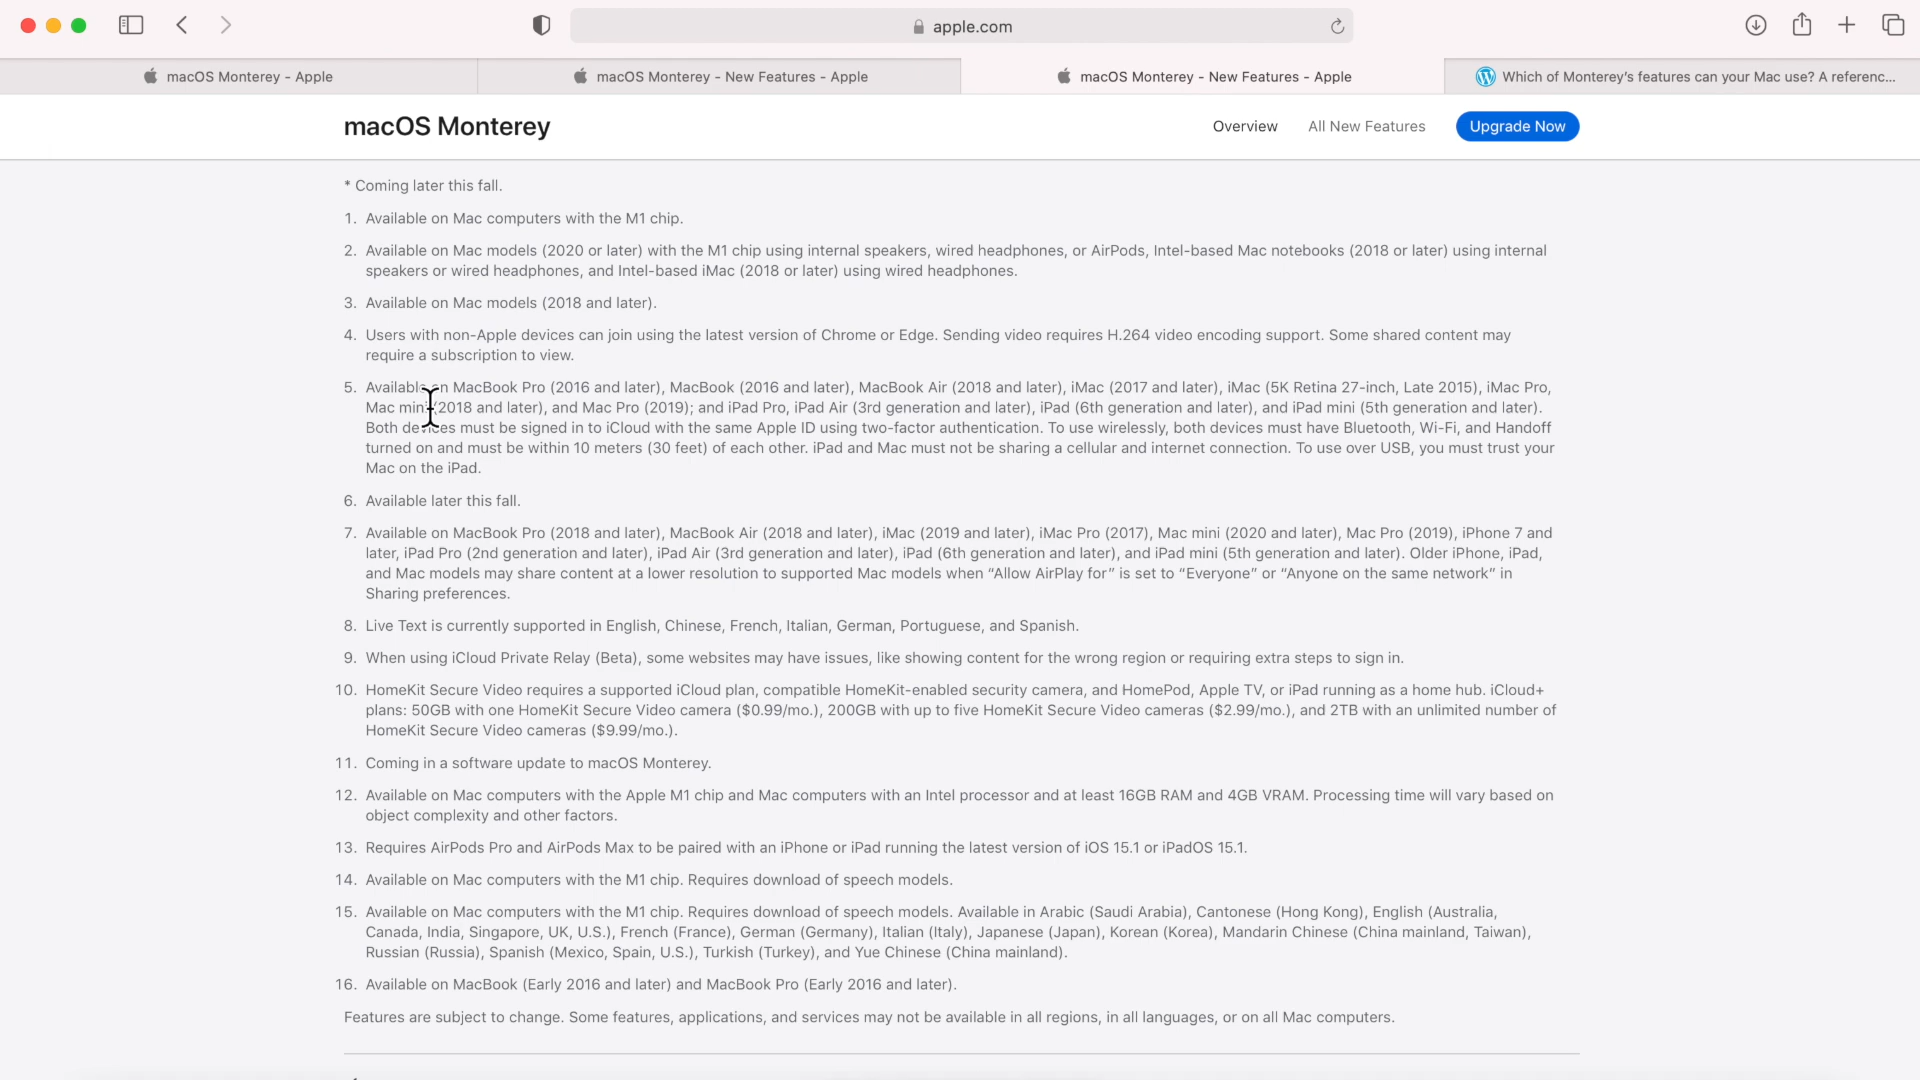 apple.com
macOS Monterey - Apple
macOS Monterey - New Features - Apple
macOS Monterey - New Features - Apple
Which of Monterey's features can your Mac use? A referenc...
macOS Monterey
Overview
All New Features
Upgrade Now
* Coming later this fall.
1. Available on Mac computers with the M1 chip.
2. Available on Mac models (2020 or later) with the M1 chip using internal speakers, wired headphones, or AirPods, Intel-based Mac notebooks (2018 or later) using internal
speakers or wired headphones, and Intel-based iMac (2018 or later) using wired headphones.
3. Available on Mac models (2018 and later).
4. Users with non-Apple devices can join using the latest version of Chrome or Edge. Sending video requires H.264 video encoding support. Some shared content may
require a subscription to view.
5. Available on MacBook Pro (2016 and later), MacBook (2016 and later), MacBook Air (2018 and later), iMac (2017 and later), iMac (5K Retina 27-inch, Late 2015), iMac Pro,
Mac mini (2018 and later), and Mac Pro (2019); and iPad Pro, iPad Air (3rd generation and later), iPad (6th generation and later), and iPad mini (5th generation and later).
Both devices must be signed in to iCloud with the same Apple ID using two-factor authentication. To use wirelessly, both devices must have Bluetooth, Wi-Fi, and Handoff
turned on and must be within 10 meters (30 feet) of each other. iPad and Mac must not be sharing a cellular and internet connection. To use over USB, you must trust your
Mac on the iPad.
6. Available later this fall.
7. Available on MacBook Pro (2018 and later), MacBook Air (2018 and later), iMac (2019 and later), iMac Pro (2017), Mac mini (2020 and later), Mac Pro (2019), iPhone 7 and
later, iPad Pro (2nd generation and later), iPad Air (3rd generation and later), iPad (6th generation and later), and iPad mini (5th generation and later). Older iPhone, iPad,
and Mac models may share content at a lower resolution to supported Mac models when “Allow AirPlay for” is set to “Everyone” or “Anyone on the same network” in
Sharing preferences.
8. Live Text is currently supported in English, Chinese, French, Italian, German, Portuguese, and Spanish.
9. When using iCloud Private Relay (Beta), some websites may have issues, like showing content for the wrong region or requiring extra steps to sign in.
10. HomeKit Secure Video requires a supported iCloud plan, compatible HomeKit-enabled security camera, and HomePod, Apple TV, or iPad running as a home hub. iCloud+
plans: 50GB with one HomeKit Secure Video camera ($0.99/mo.), 200GB with up to five HomeKit Secure Video cameras ($2.99/mo.), and 2TB with an unlimited number of
HomeKit Secure Video cameras ($9.99/mo.).
11. Coming in a software update to macOS Monterey.
12. Available on Mac computers with the Apple M1 chip and Mac computers with an Intel processor and at least 16GB RAM and 4GB VRAM. Processing time will vary based on
object complexity and other factors.
13. Requires AirPods Pro and AirPods Max to be paired with an iPhone or iPad running the latest version of iOS 15.1 or iPadOS 15.1.
14. Available on Mac computers with the M1 chip. Requires download of speech models.
15. Available on Mac computers with the M1 chip. Requires download of speech models. Available in Arabic (Saudi Arabia), Cantonese (Hong Kong), English (Australia,
Canada, India, Singapore, UK, U.S.), French (France), German (Germany), Italian (Italy), Japanese (Japan), Korean (Korea), Mandarin Chinese (China mainland, Taiwan),
Russian (Russia), Spanish (Mexico, Spain, U.S.), Turkish (Turkey), and Yue Chinese (China mainland).
16. Available on MacBook (Early 2016 and later) and MacBook Pro (Early 2016 and later).
Features are subject to change. Some features, applications, and services may not be available in all regions, in all languages, or on all Mac computers.